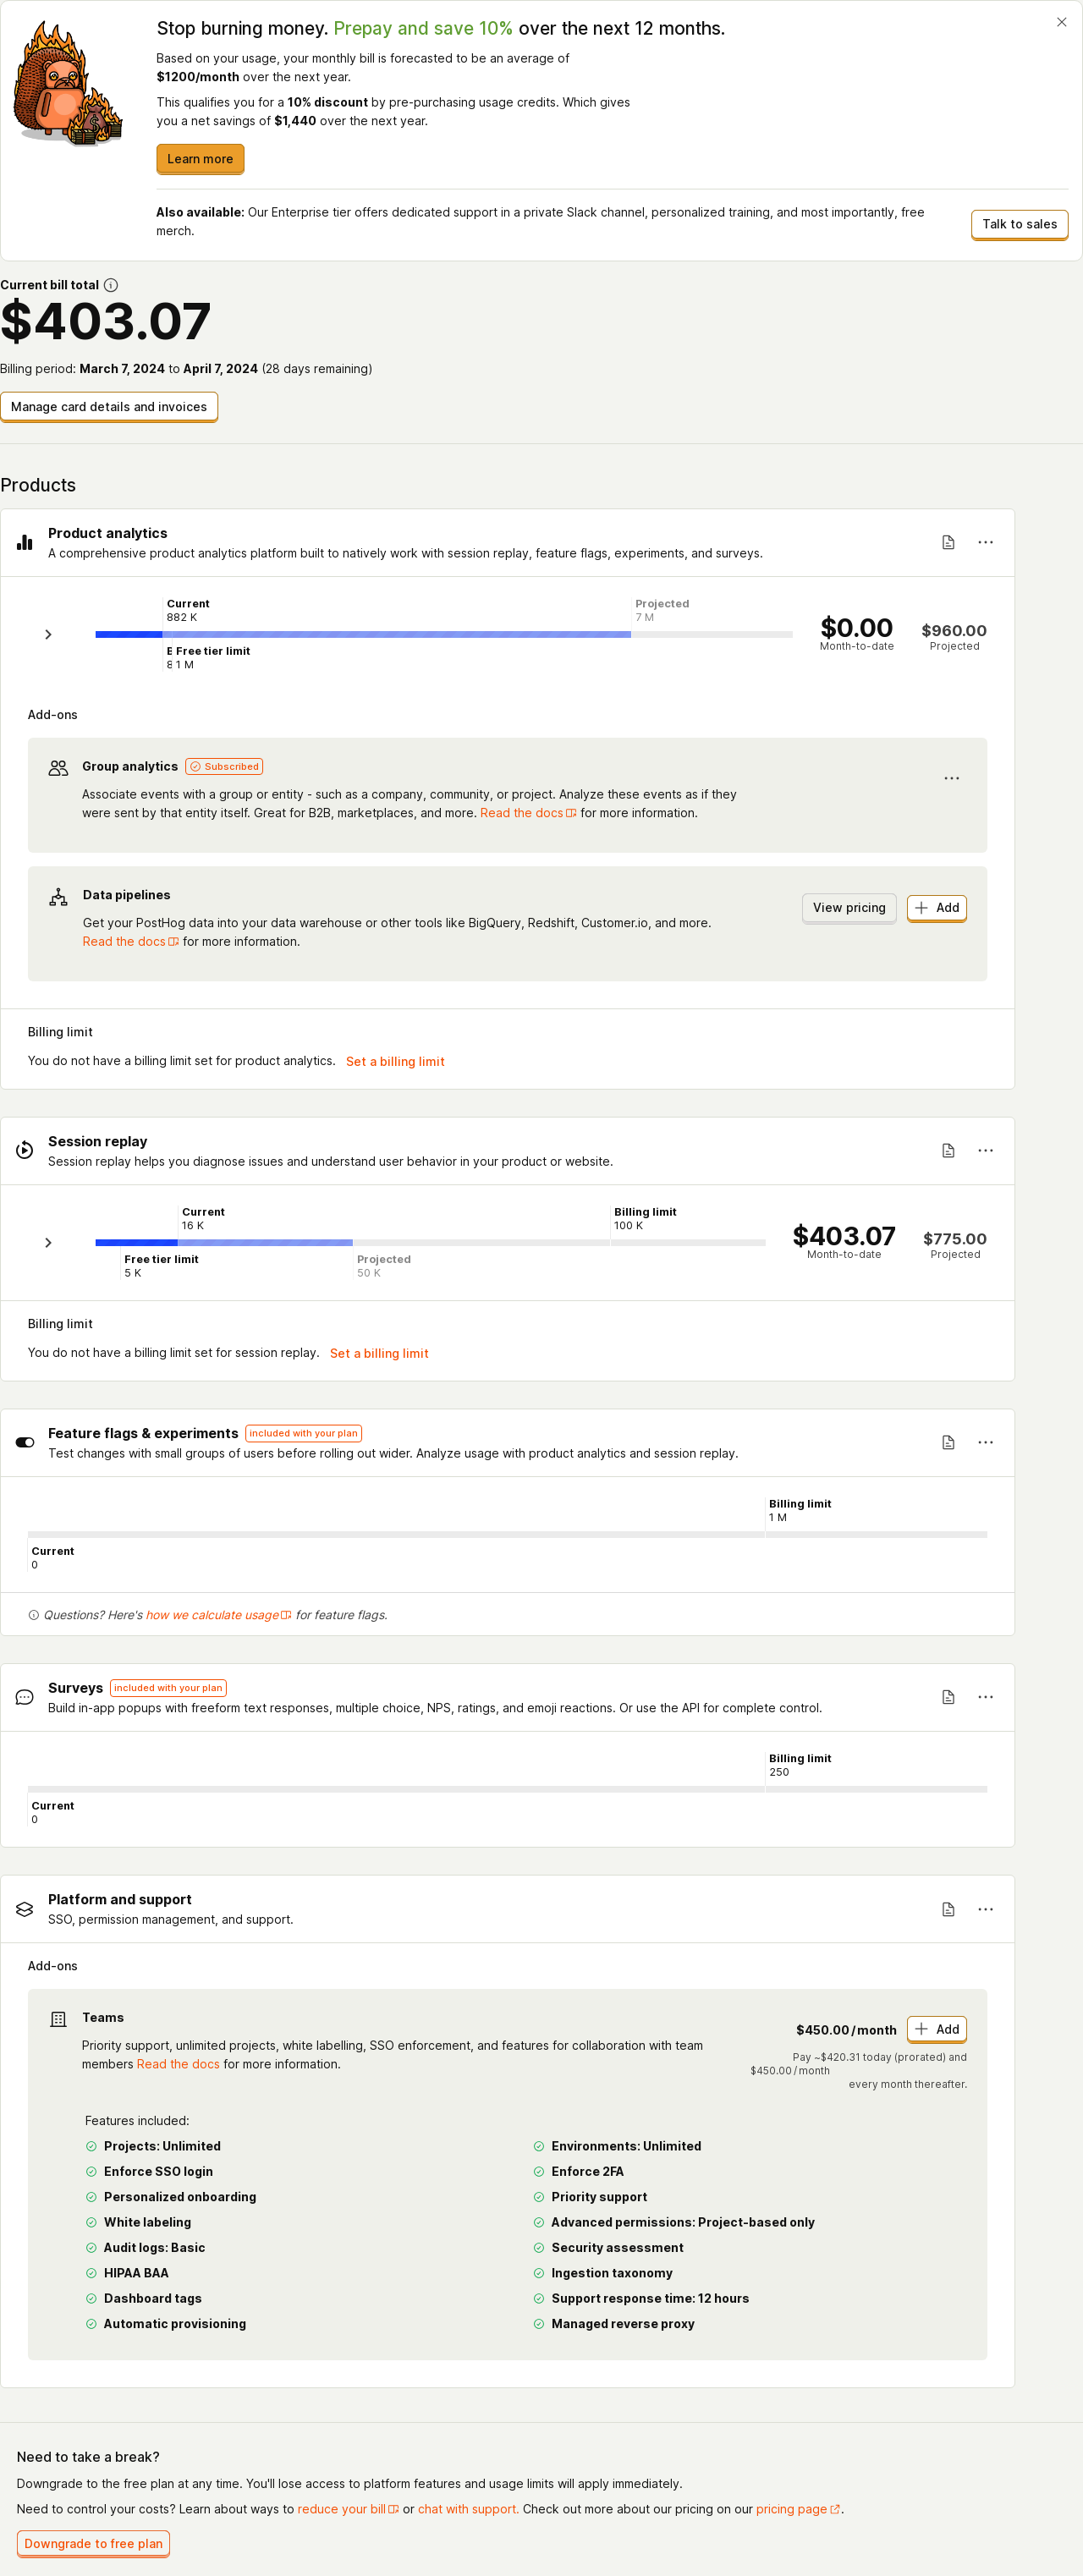 Stop burning money. Prepay and save 10% over the next 12 months.
Based on your usage, your monthly bill is forecasted to be an average of
$1200/month over the next year.
This qualifies you for a 10% discount by pre-purchasing usage credits. Which gives
you a net savings of $1,440 over the next year.
Learn more
Also available: Our Enterprise tier offers dedicated support in a private Slack channel, personalized training, and most importantly, free
merch.
Talk to sales
Current bill total
$403.07
Billing period: March 7, 2024 to April 7, 2024 (28 days remaining)
Manage card details and invoices
Products
Product analytics
A comprehensive product analytics platform built to natively work with session replay, feature flags, experiments, and surveys.
Current
882 K
Projected
7 M
Free tier limit
1 M
$0.00
Month-to-date
$960.00
Projected
Add-ons
Group analytics Subscribed
Associate events with a group or entity - such as a company, community, or project. Analyze these events as if they
were sent by that entity itself. Great for B2B, marketplaces, and more. Read the docs for more information.
Data pipelines
View pricing
Add
Get your PostHog data into your data warehouse or other tools like BigQuery, Redshift, Customer.io, and more.
Read the docs for more information.
Billing limit
You do not have a billing limit set for product analytics. Set a billing limit
Session replay
Session replay helps you diagnose issues and understand user behavior in your product or website.
Current
16 K
Billing limit
100 K
Free tier limit
5 K
Projected
50 K
$403.07
Month-to-date
$775.00
Projected
Billing limit
You do not have a billing limit set for session replay. Set a billing limit
Feature flags & experiments included with your plan
Test changes with small groups of users before rolling out wider. Analyze usage with product analytics and session replay.
Billing limit
1 M
Current
0
Questions? Here's how we calculate usage for feature flags.
Surveys included with your plan
Build in-app popups with freeform text responses, multiple choice, NPS, ratings, and emoji reactions. Or use the API for complete control.
Billing limit
250
Current
0
Platform and support
SSO, permission management, and support.
Add-ons
Teams
Priority support, unlimited projects, white labelling, SSO enforcement, and features for collaboration with team
members Read the docs for more information.
$450.00/month
Add
Pay ~$420.31 today (prorated) and
$450.00/month
every month thereafter.
Features included:
Projects: Unlimited
Environments: Unlimited
Enforce SSO login
Enforce 2FA
Personalized onboarding
Priority support
White labeling
Advanced permissions: Project-based only
Audit logs: Basic
Security assessment
HIPAA BAA
Ingestion taxonomy
Dashboard tags
Support response time: 12 hours
Automatic provisioning
Managed reverse proxy
Need to take a break?
Downgrade to the free plan at any time. You'll lose access to platform features and usage limits will apply immediately.
Need to control your costs? Learn about ways to reduce your bill or chat with support. Check out more about our pricing on our pricing page.
Downgrade to free plan